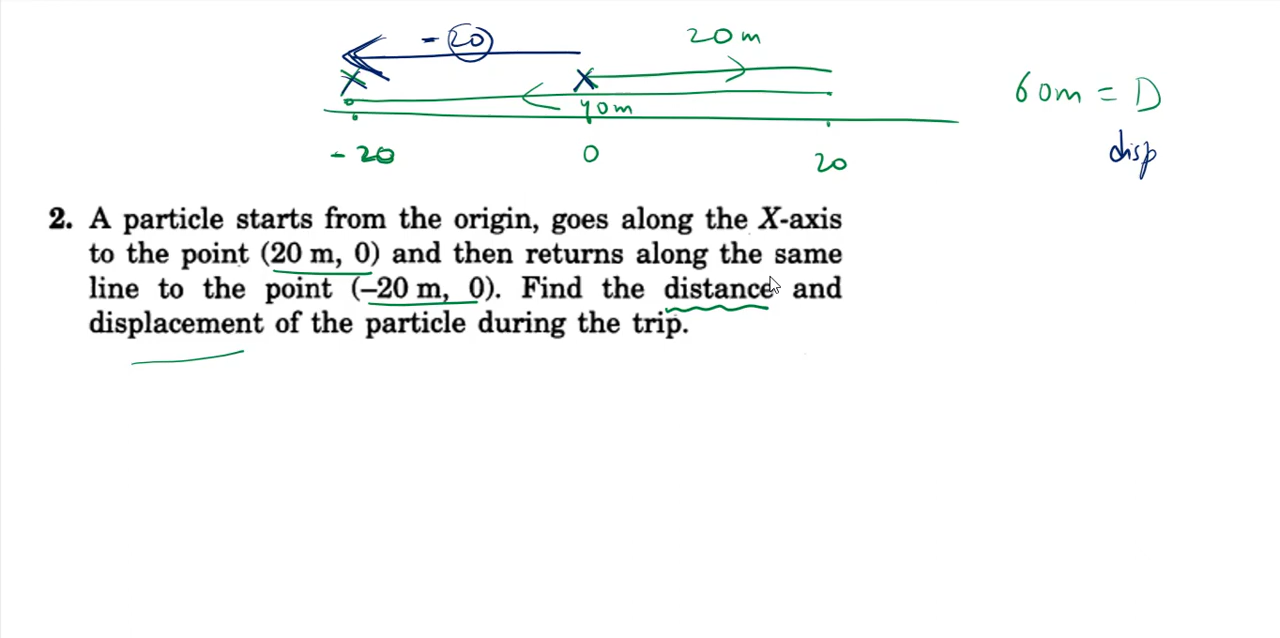 - 20
20 m
40 m
60m = D
disp
- 20
0
20
2. A particle starts from the origin, goes along the X-axis
to the point (20 m, 0) and then returns along the same
line to the point (–20 m, 0). Find the distance and
displacement of the particle during the trip.